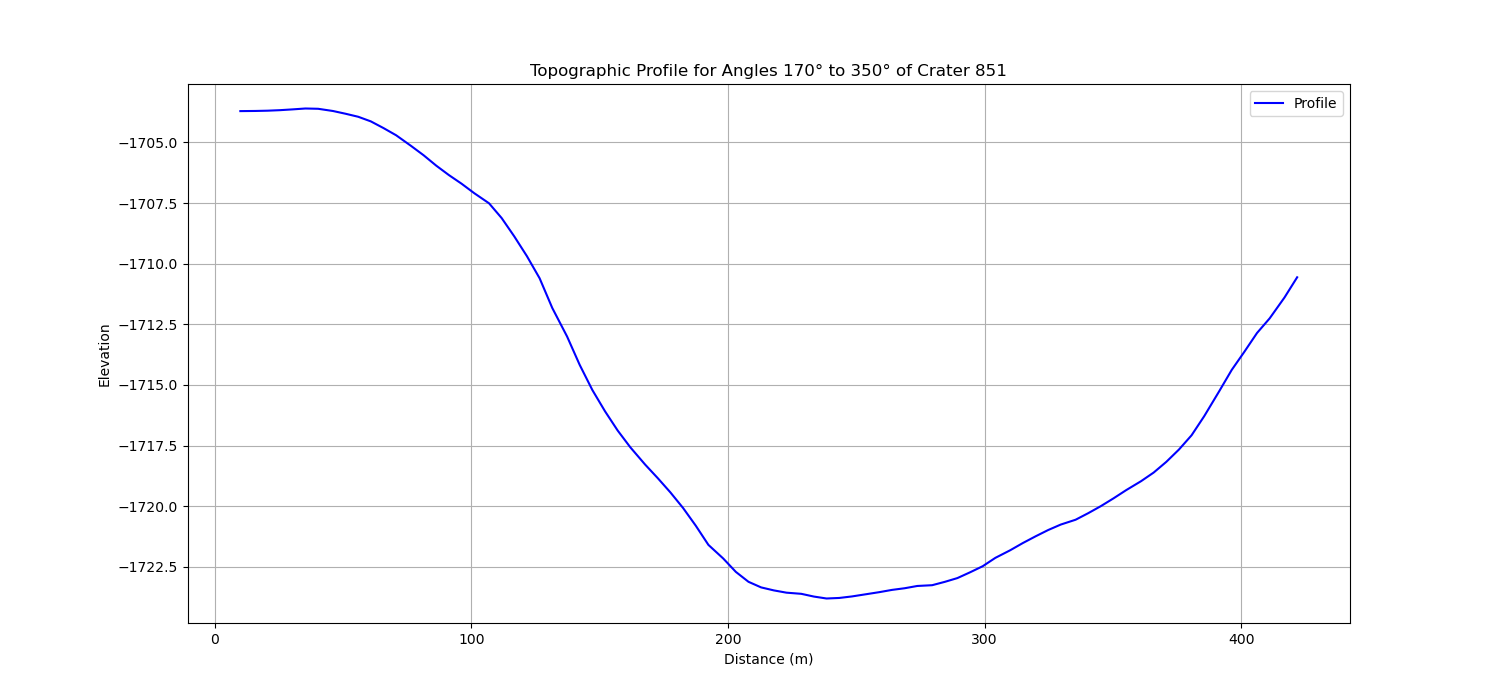 Topographic Profile for Angles 170° to 350° of Crater 851
Profile
−1705.0
−1707.5
−1710.0
−1712.5
−1715.0
−1717.5
−1720.0
−1722.5
Elevation
0 100 200 300 400
Distance (m)